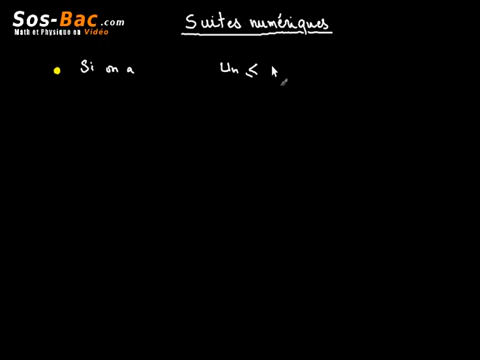 Sos-Bac.com
Math et Physique en Vidéo
Suites numériques
Si on a Un ≤